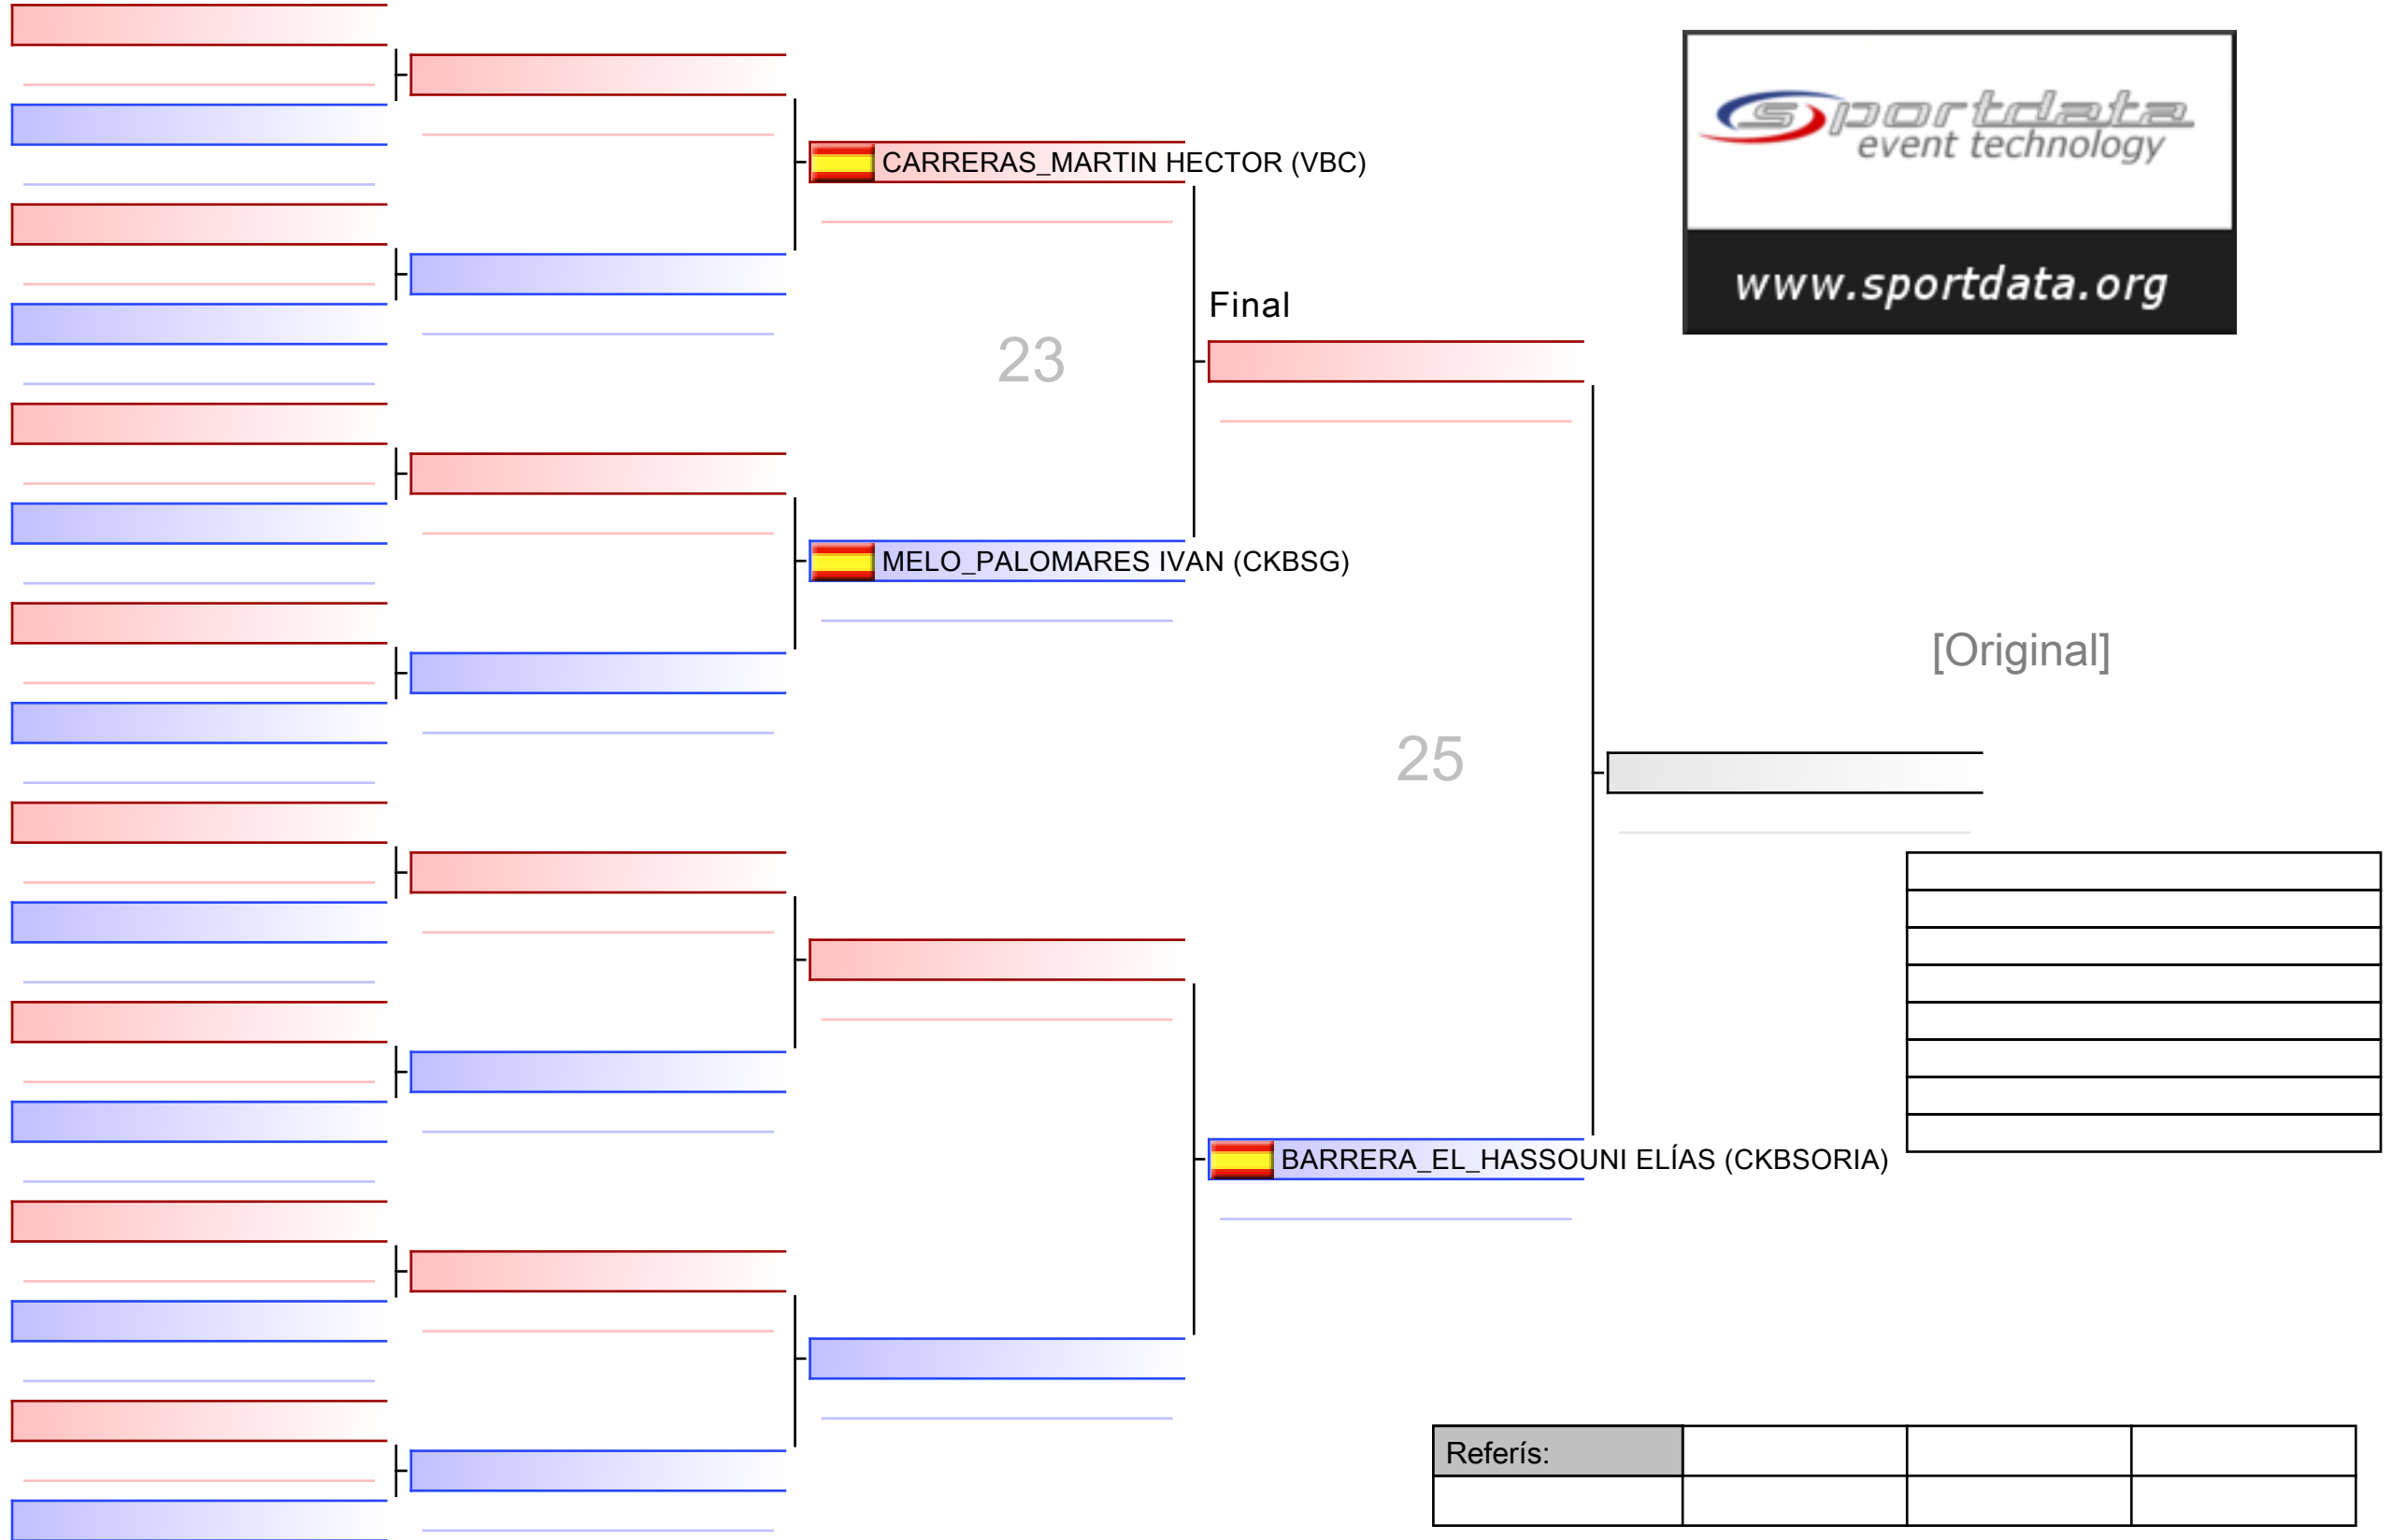 sportdata
event technology
www.sportdata.org
CARRERAS_MARTIN HECTOR (VBC)
Final
23
MELO_PALOMARES IVAN (CKBSG)
[Original]
25
BARRERA_EL_HASSOUNI ELÍAS (CKBSORIA)
Referís: